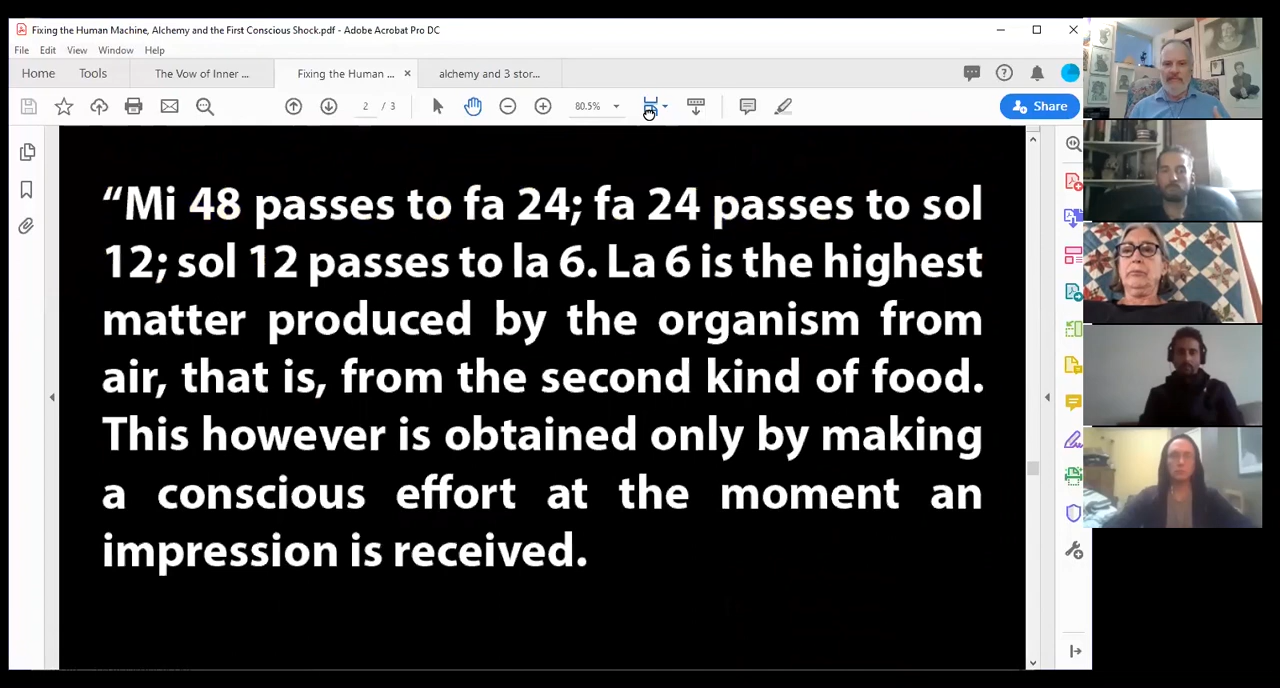 Fixing the Human Machine, Alchemy and the First Conscious Shock.pdf - Adobe Acrobat Pro DC
File Edit View Window Help
Home Tools The Vow of Inner ... Fixing the Human ... × alchemy and 3 stor...
2 / 3 80.5% Share
“Mi 48 passes to fa 24; fa 24 passes to sol
12; sol 12 passes to la 6. La 6 is the highest
matter produced by the organism from
air, that is, from the second kind of food.
This however is obtained only by making
a conscious effort at the moment an
impression is received.